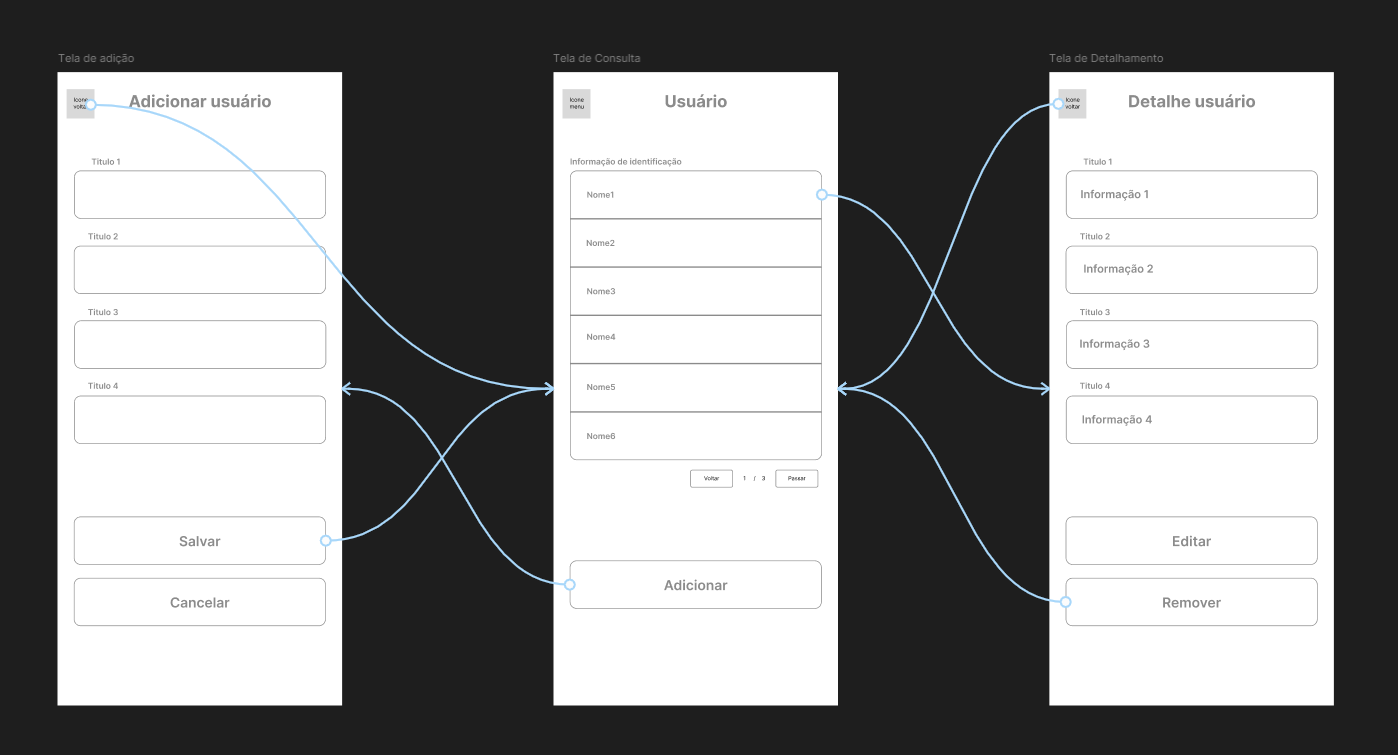 Tela de adição
Icone
voltar
Adicionar usuário
Titulo 1
Titulo 2
Titulo 3
Titulo 4
Salvar
Cancelar
Tela de Consulta
Icone
menu
Usuário
Informação de identificação
Nome1
Nome2
Nome3
Nome4
Nome5
Nome6
Voltar 1 / 3 Passar
Adicionar
Tela de Detalhamento
Icone
voltar
Detalhe usuário
Titulo 1
Informação 1
Titulo 2
Informação 2
Titulo 3
Informação 3
Titulo 4
Informação 4
Editar
Remover